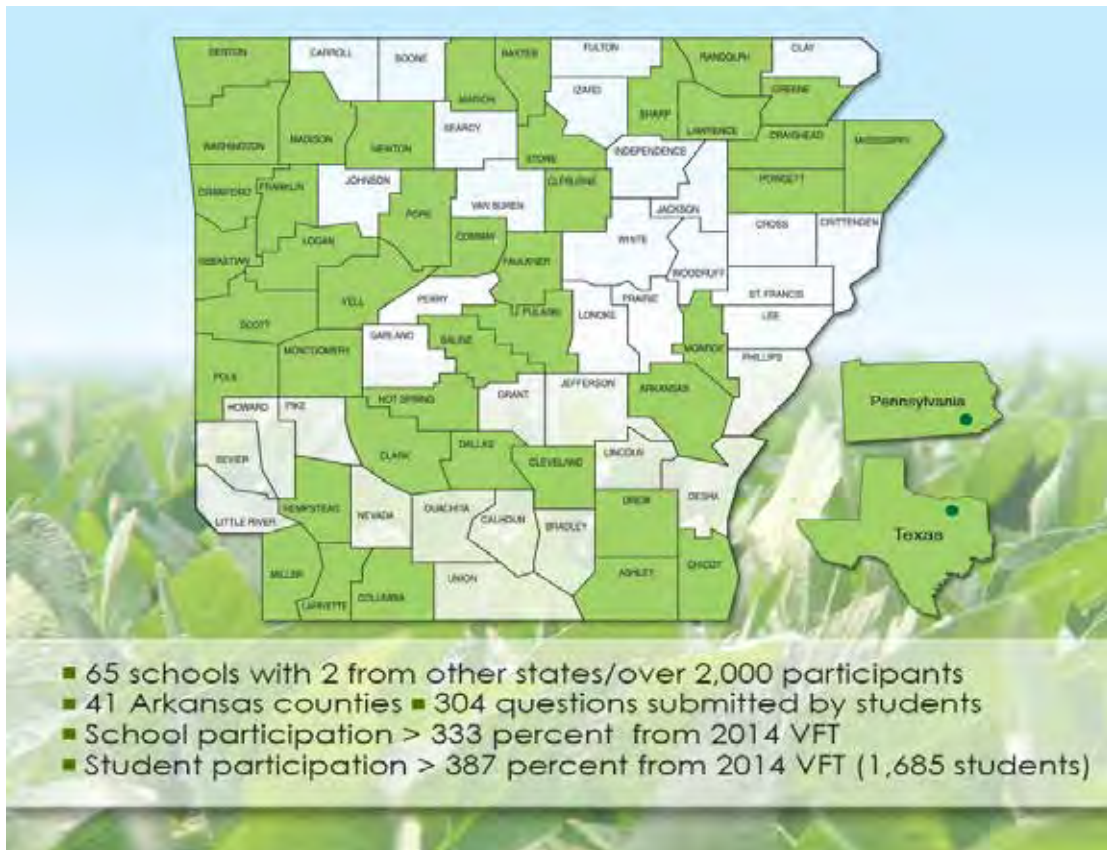 BENTON
CARROLL
BOONE
MARION
BAXTER
FULTON
IZARD
SHARP
RANDOLPH
CLAY
GREENE
WASHINGTON
MADISON
NEWTON
SEARCY
STONE
LAWRENCE
CRAIGHEAD
MISSISSIPPI
INDEPENDENCE
CRAWFORD
FRANKLIN
JOHNSON
POPE
VAN BUREN
CLEBURNE
JACKSON
POINSETT
CROSS
CRITTENDEN
SEBASTIAN
LOGAN
CONWAY
FAULKNER
WHITE
WOODRUFF
ST. FRANCIS
YELL
PERRY
PULASKI
LONOKE
PRAIRIE
LEE
SCOTT
GARLAND
SALINE
MONROE
PHILLIPS
MONTGOMERY
POLK
HOT SPRING
GRANT
JEFFERSON
ARKANSAS
HOWARD
PIKE
CLARK
DALLAS
CLEVELAND
LINCOLN
SEVIER
DESHA
HEMPSTEAD
NEVADA
OUACHITA
CALHOUN
BRADLEY
DREW
LITTLE RIVER
MILLER
LAFAYETTE
COLUMBIA
UNION
ASHLEY
CHICOT
Pennsylvania
Texas
▪ 65 schools with 2 from other states/over 2,000 participants
▪ 41 Arkansas counties ▪ 304 questions submitted by students
▪ School participation > 333 percent from 2014 VFT
▪ Student participation > 387 percent from 2014 VFT (1,685 students)